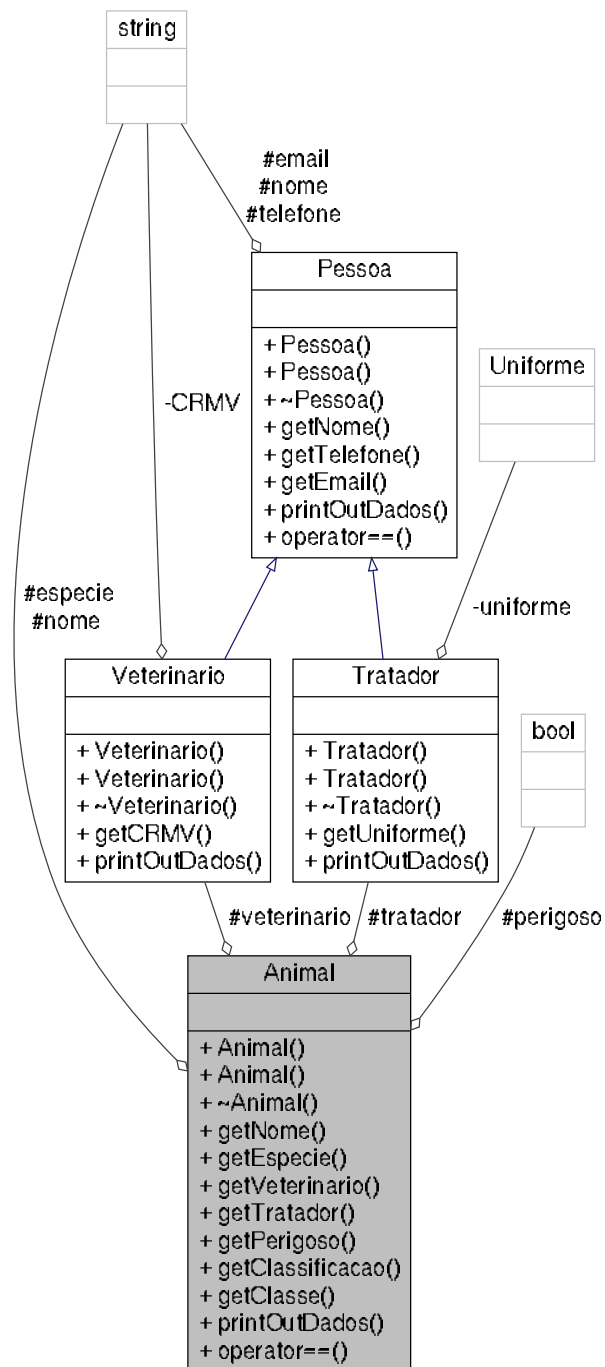 string
#email
#nome
#telefone
Pessoa
+ Pessoa()
+ Pessoa()
+ ~Pessoa()
+ getNome()
+ getTelefone()
+ getEmail()
+ printOutDados()
+ operator==()
Uniforme
-CRMV
#especie
#nome
-uniforme
Veterinario
+ Veterinario()
+ Veterinario()
+ ~Veterinario()
+ getCRMV()
+ printOutDados()
Tratador
+ Tratador()
+ Tratador()
+ ~Tratador()
+ getUniforme()
+ printOutDados()
bool
#veterinario
#tratador
#perigoso
Animal
+ Animal()
+ Animal()
+ ~Animal()
+ getNome()
+ getEspecie()
+ getVeterinario()
+ getTratador()
+ getPerigoso()
+ getClassificacao()
+ getClasse()
+ printOutDados()
+ operator==()